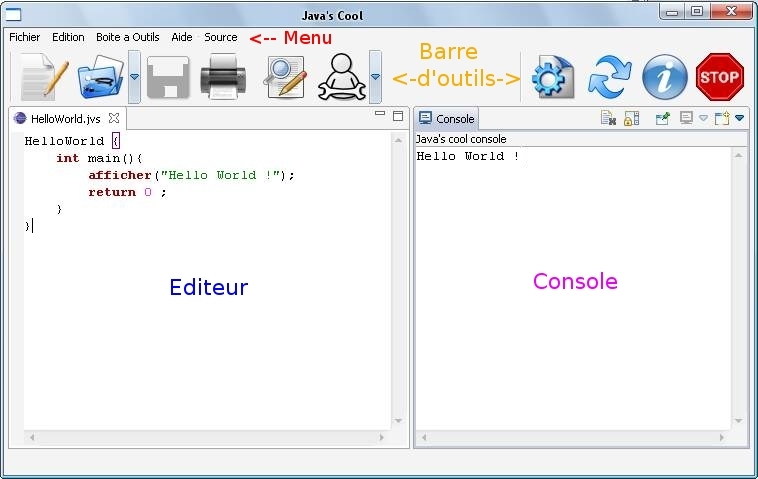 Java's Cool
Fichier Edition Boite a Outils Aide Source <-- Menu
Barre
<-d'outils->
STOP
HelloWorld.jvs
Console
Java's cool console
HelloWorld {
int main(){
afficher("Hello World !");
return 0 ;
}
}
Hello World !
Editeur
Console